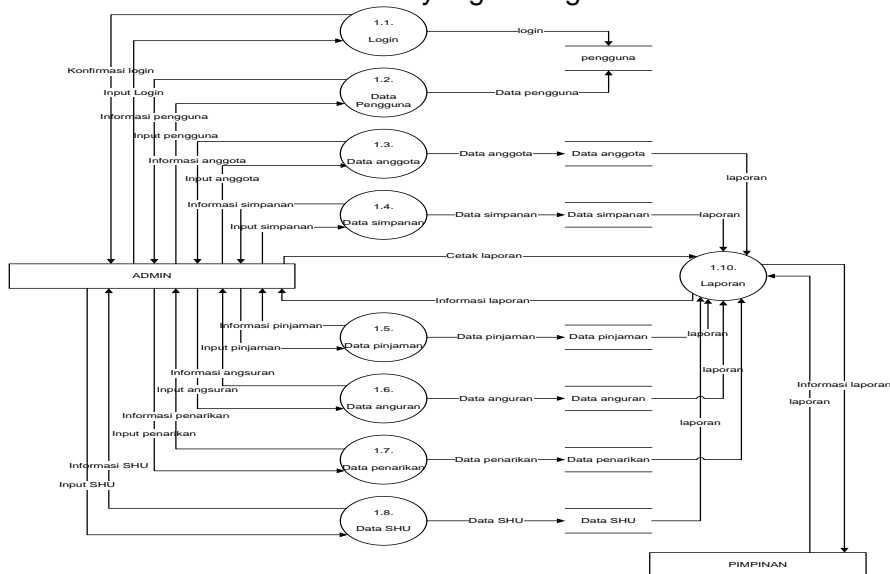 1.1.
Login
login
pengguna
Konfirmasi login
Input Login
1.2.
Data
Pengguna
Data pengguna
Informasi pengguna
Input pengguna
1.3.
Data anggota
Data anggota
Data anggota
laporan
Informasi anggota
Input anggota
1.4.
Data simpanan
Data simpanan
Data simpanan
laporan
Informasi simpanan
Input simpanan
Cetak laporan
ADMIN
1.10.
Laporan
Informasi laporan
1.5.
Data pinjaman
Data pinjaman
Data pinjaman
laporan
Informasi pinjaman
Input pinjaman
1.6.
Data anguran
Data anguran
Data anguran
laporan
Informasi angsuran
Input angsuran
Informasi laporan
laporan
1.7.
Data penarikan
Data penarikan
Data penarikan
laporan
Informasi penarikan
Input penarikan
1.8.
Data SHU
Data SHU
Data SHU
Informasi SHU
Input SHU
PIMPINAN